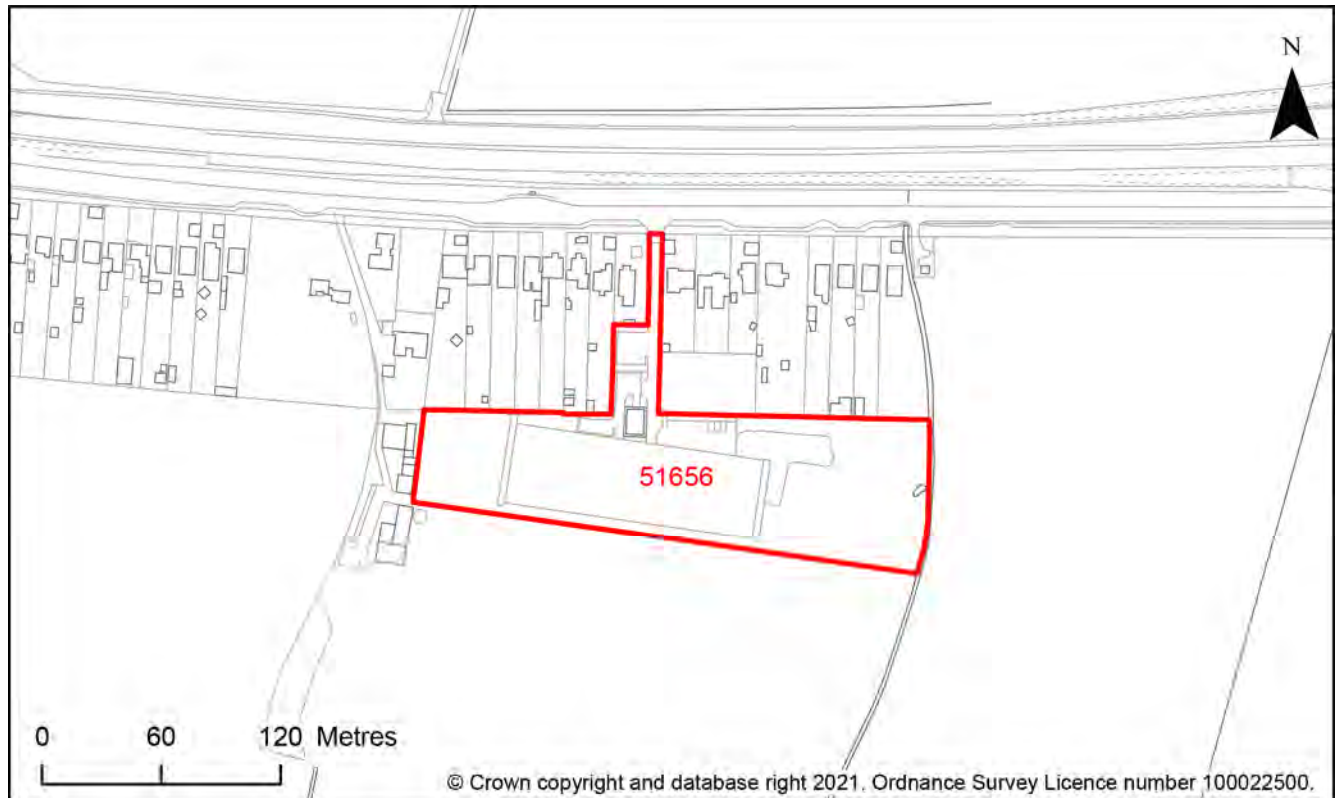 N
51656
0 60 120 Metres
© Crown copyright and database right 2021. Ordnance Survey Licence number 100022500.